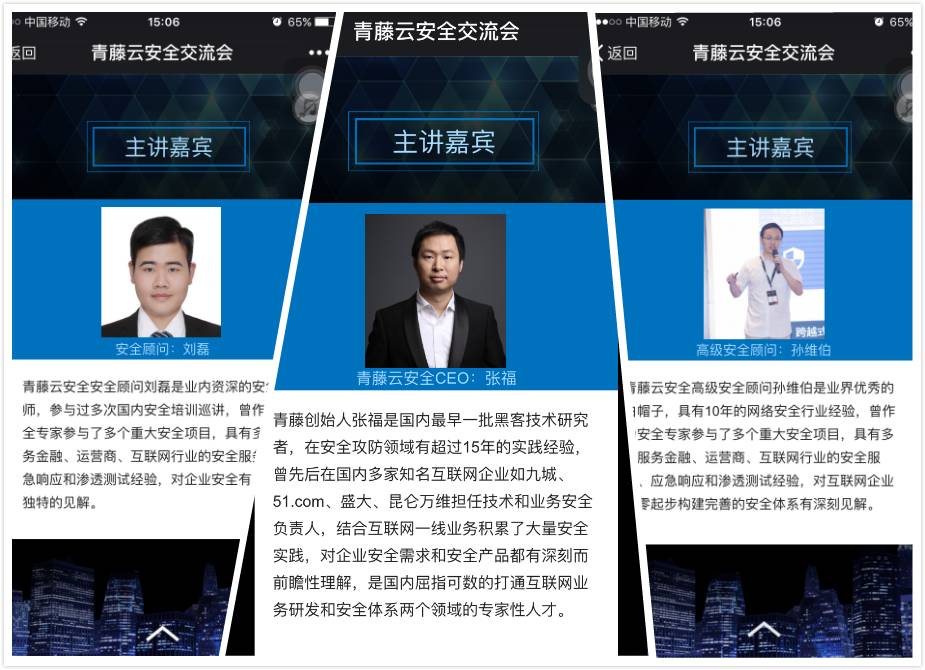 中国移动
15:06
65%
返回
青藤云安全交流会
主讲嘉宾
安全顾问：刘磊
青藤云安全安全顾问刘磊是业内资深的安
师，参与过多次国内安全培训巡讲，曾作
全专家参与了多个重大安全项目，具有多
务金融、运营商、互联网行业的安全服
急响应和渗透测试经验，对企业安全有
独特的见解。
青藤云安全交流会
主讲嘉宾
青藤云安全CEO：张福
青藤创始人张福是国内最早一批黑客技术研究
者，在安全攻防领域有超过15年的实践经验，
曾先后在国内多家知名互联网企业如九城、
51.com、盛大、昆仑万维担任技术和业务安全
负责人，结合互联网一线业务积累了大量安全
实践，对企业安全需求和安全产品都有深刻而
前瞻性理解，是国内屈指可数的打通互联网业
务研发和安全体系两个领域的专家性人才。
中国移动
15:06
65%
返回
青藤云安全交流会
主讲嘉宾
跨越式
高级安全顾问：孙维伯
青藤云安全高级安全顾问孙维伯是业界优秀的
帽子，具有10年的网络安全行业经验，曾作
安全专家参与了多个重大安全项目，具有多
服务金融、运营商、互联网行业的安全服
、应急响应和渗透测试经验，对互联网企业
零起步构建完善的安全体系有深刻见解。